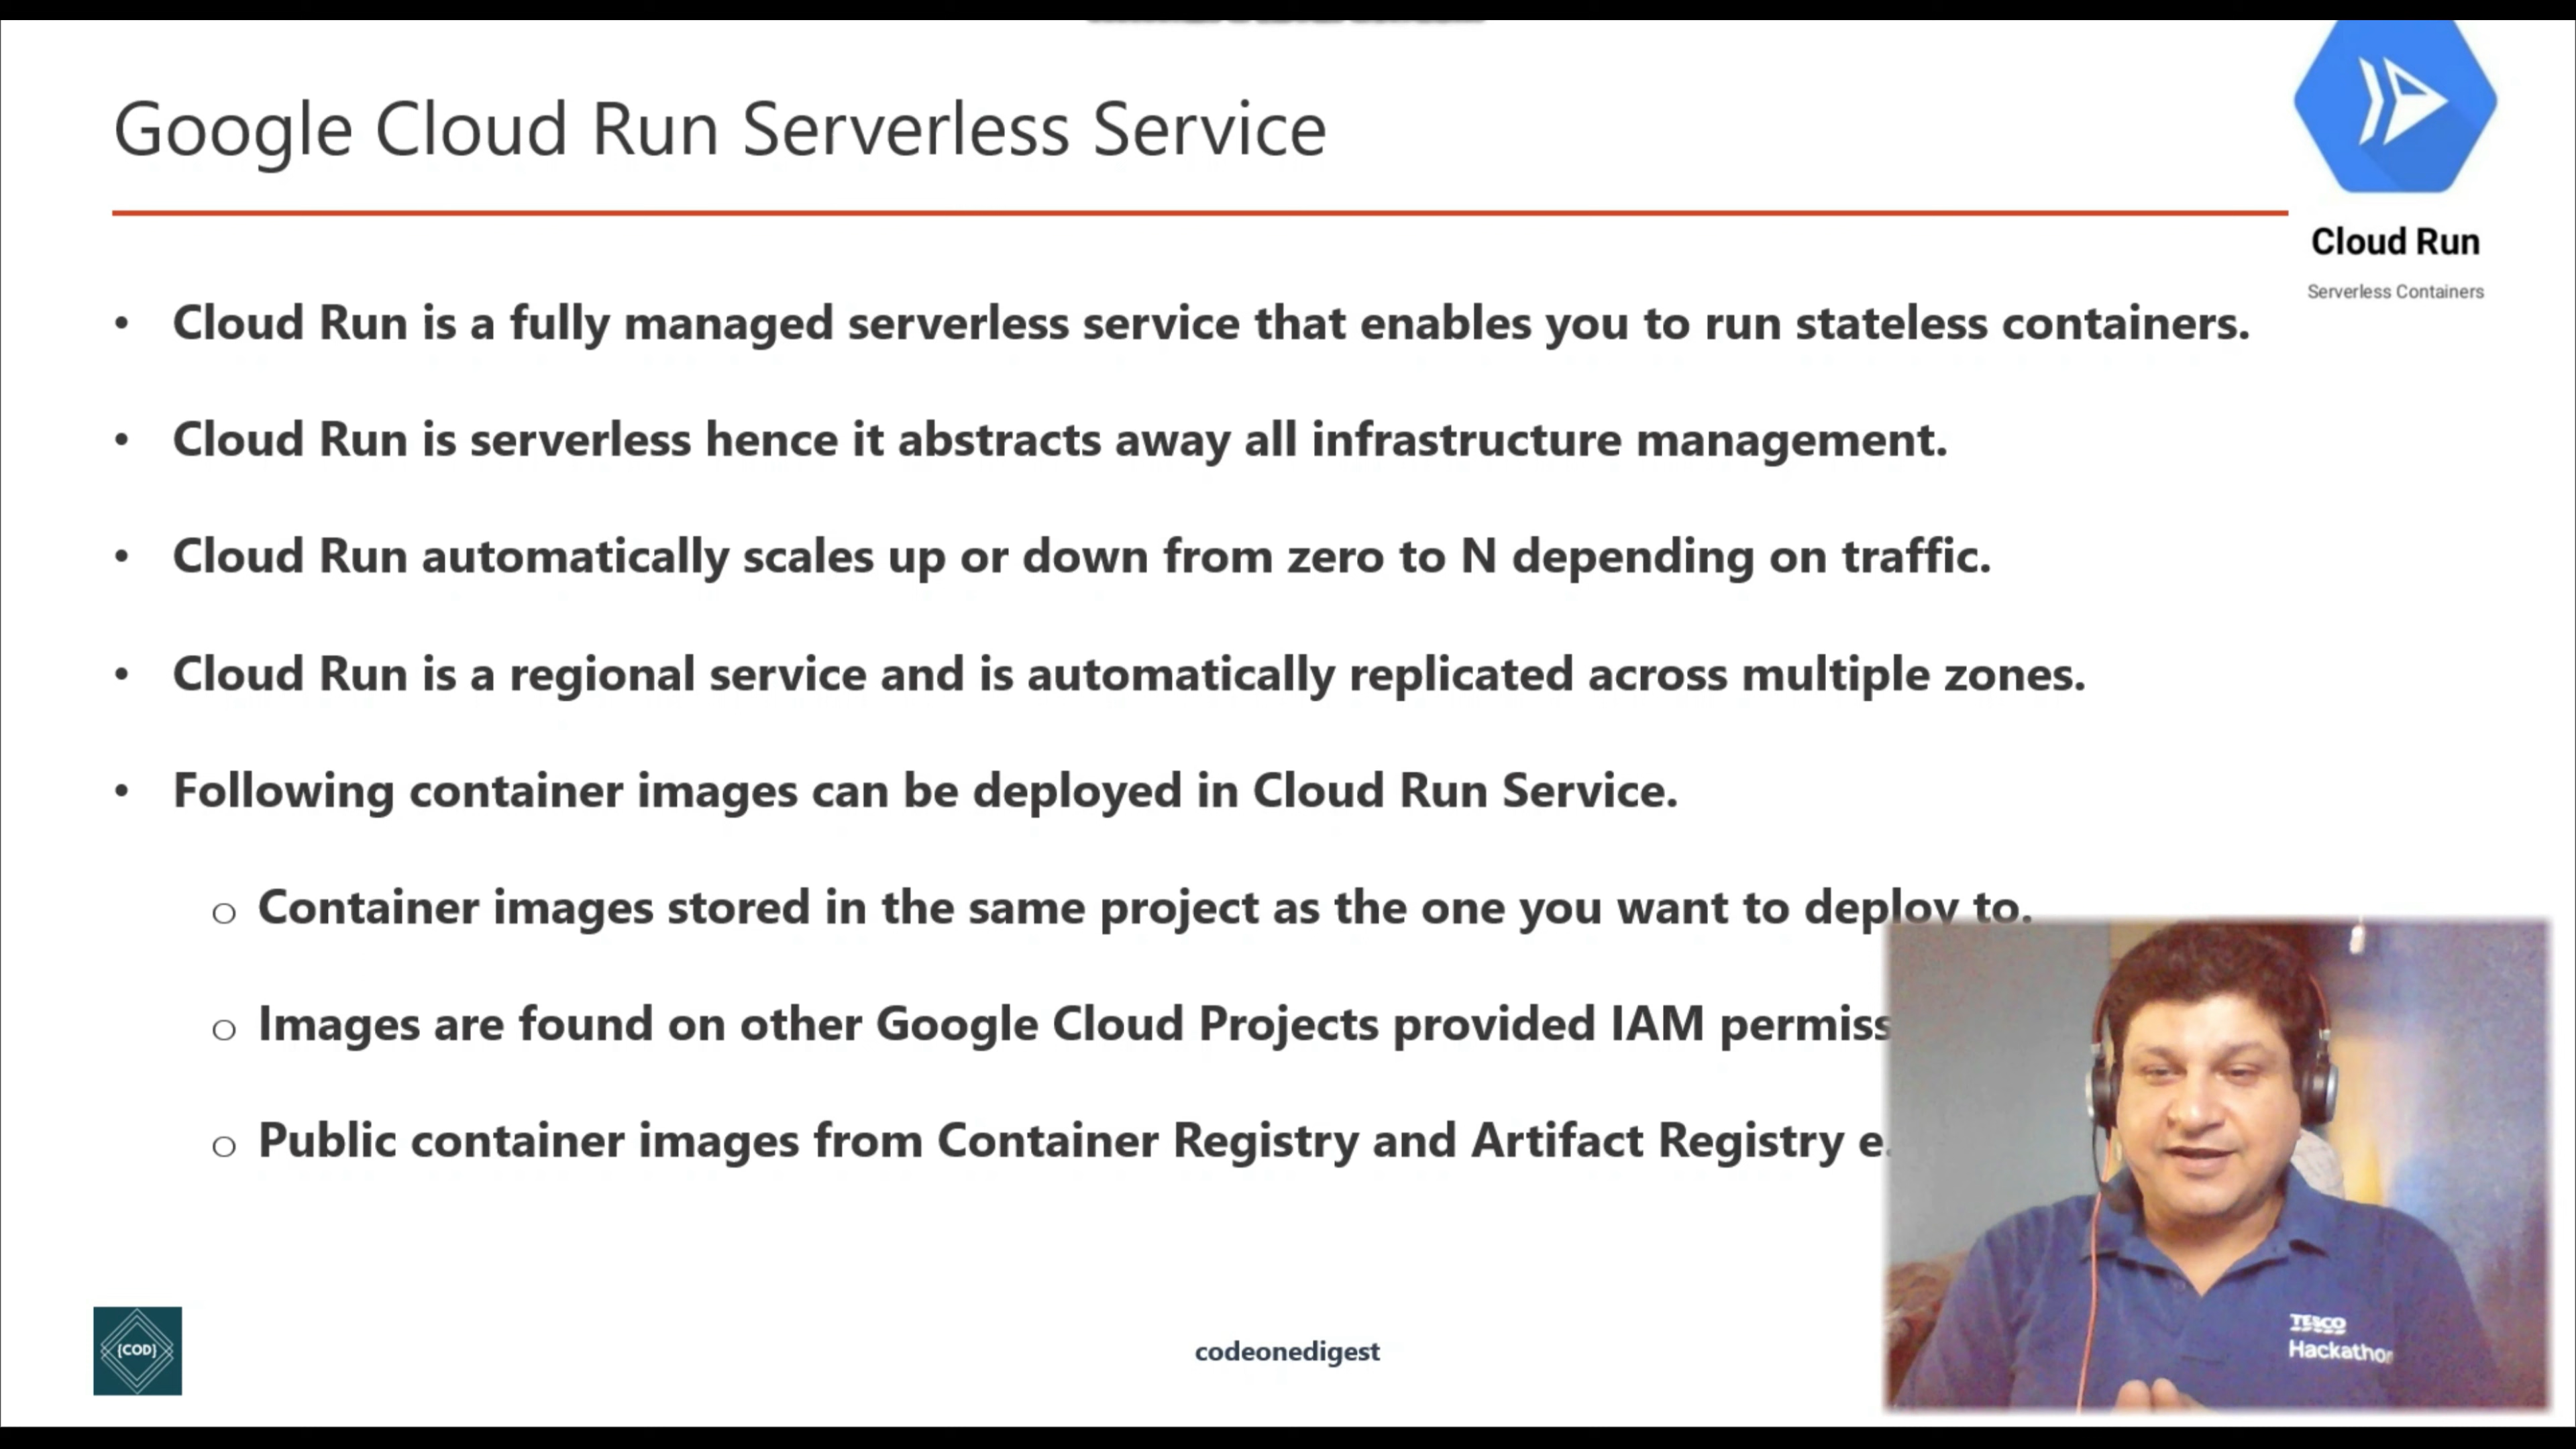 Google Cloud Run Serverless Service
Cloud Run
Serverless Containers
• Cloud Run is a fully managed serverless service that enables you to run stateless containers.
• Cloud Run is serverless hence it abstracts away all infrastructure management.
• Cloud Run automatically scales up or down from zero to N depending on traffic.
• Cloud Run is a regional service and is automatically replicated across multiple zones.
• Following container images can be deployed in Cloud Run Service.
o Container images stored in the same project as the one you want to deploy to.
o Images are found on other Google Cloud Projects provided IAM
o Public container images from Container Registry and Artifact Registry
{COD}
codeonedigest
TESCO
Hackathon